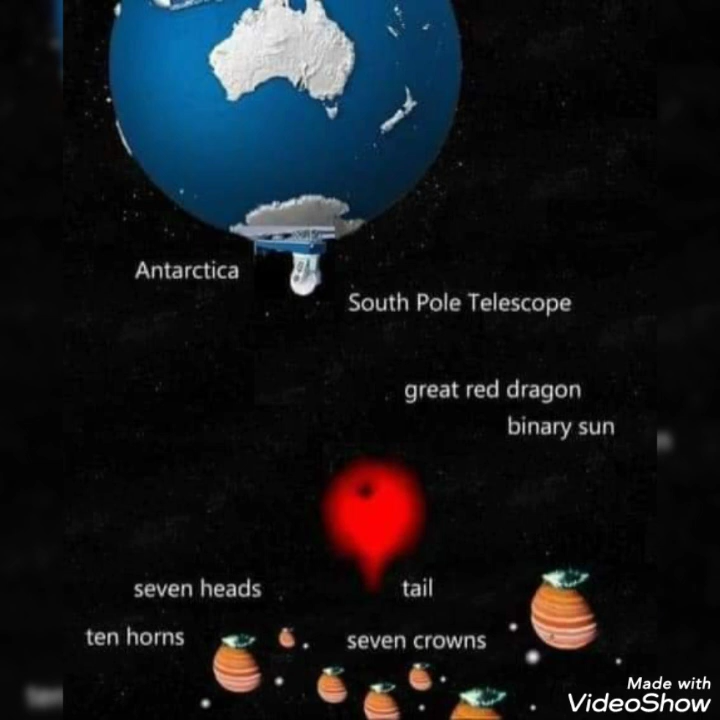 Antarctica
South Pole Telescope
great red dragon
binary sun
seven heads
tail
ten horns
seven crowns
Made with
VideoShow